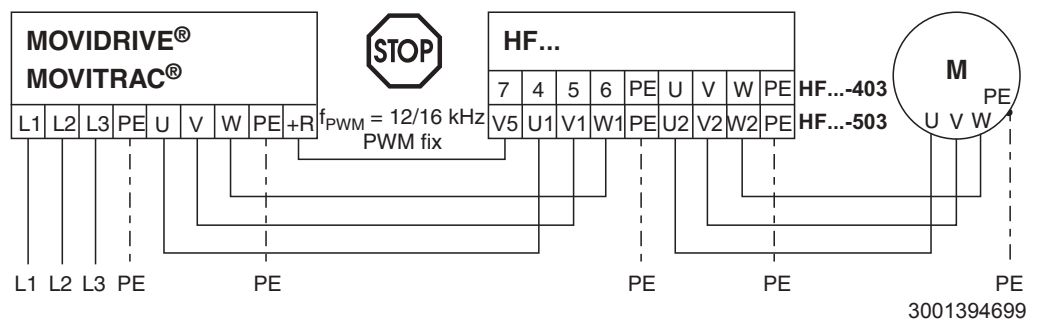 MOVIDRIVE®
MOVITRAC®
STOP
HF...
M
PE
7 4 5 6 PE U V W PE HF...-403
L1 L2 L3 PE U V W PE +R
fPWM = 12/16 kHz
PWM fix
V5 U1 V1 W1 PE U2 V2 W2 PE HF...-503
U V W
L1 L2 L3 PE PE PE PE PE
3001394699